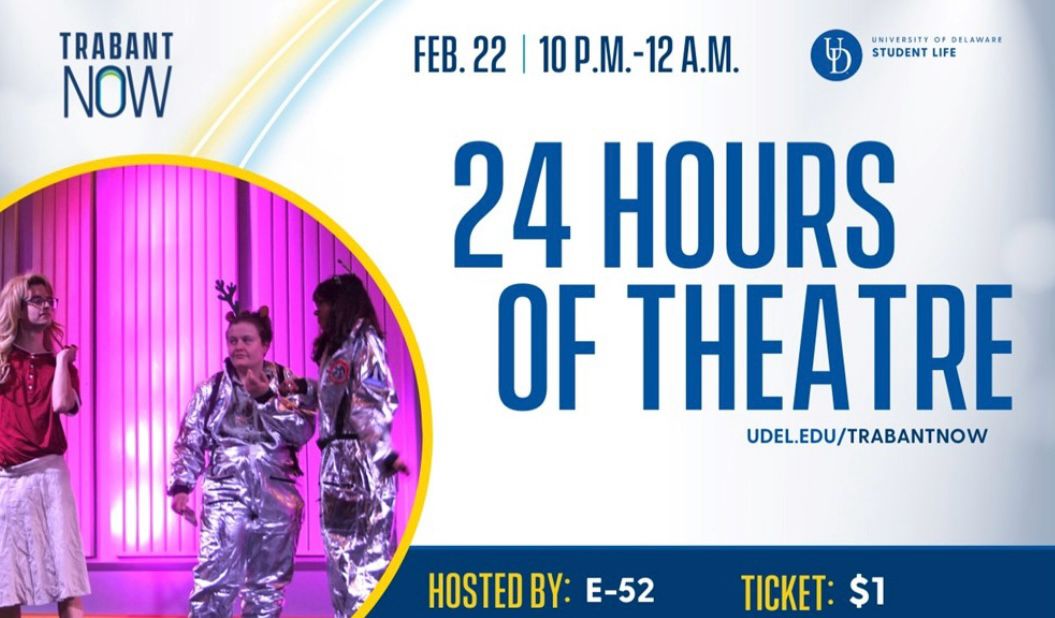 TRABANT
NOW
FEB. 22 | 10 P.M.-12 A.M.
UD
UNIVERSITY OF DELAWARE
STUDENT LIFE
24 HOURS
OF THEATRE
UDEL.EDU/TRABANTNOW
HOSTED BY: E-52
TICKET: $1